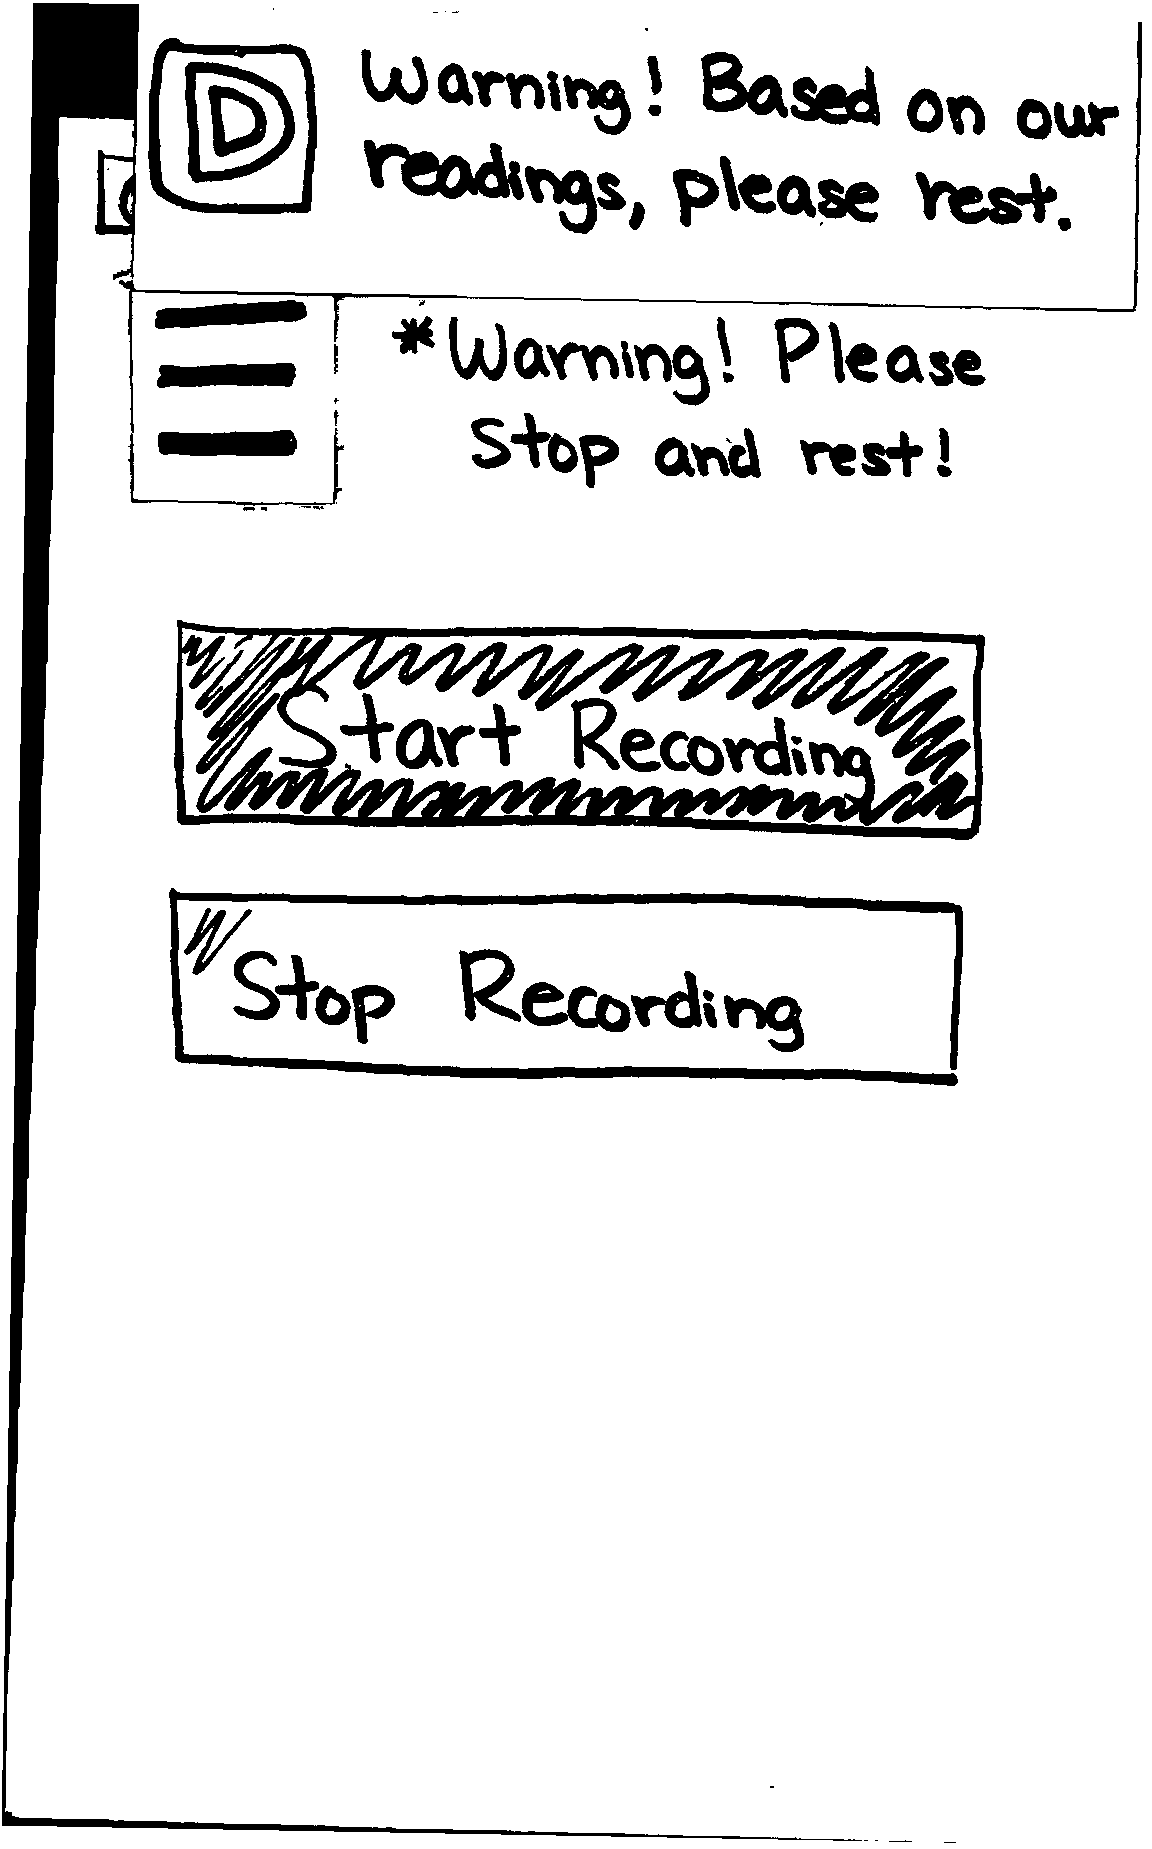 D
Warning! Based on our
readings, please rest.
*Warning! Please
Stop and rest!
Start Recording
Stop Recording